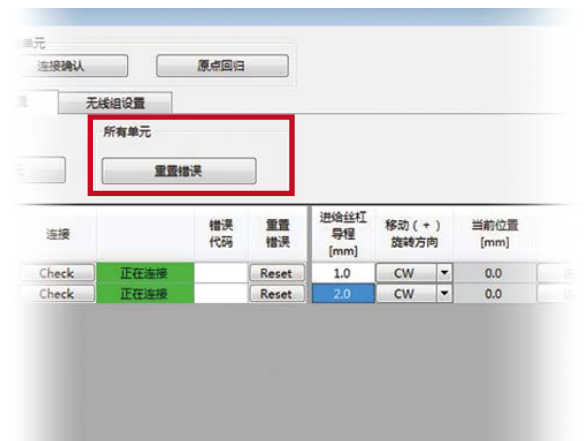 单元
连接确认 原点回归
无线组设置
所有单元
重置错误
连接 错误代码 重置错误 进给丝杠导程[mm] 移动（+）旋转方向 当前位置[mm]
Check 正在连接 Reset 1.0 CW 0.0
Check 正在连接 Reset 2.0 CW 0.0